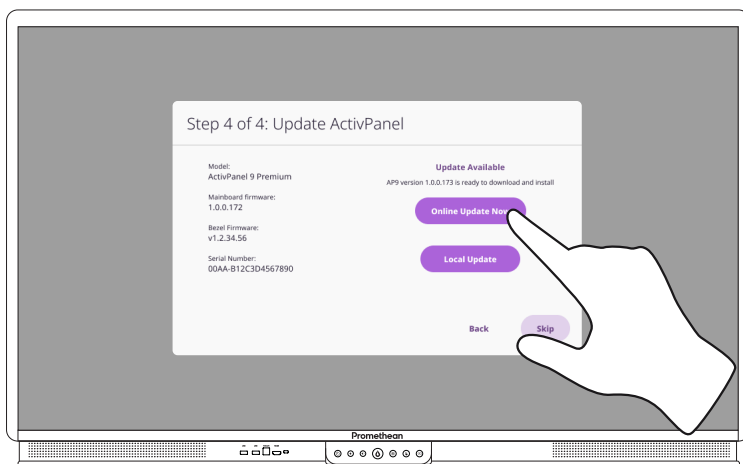 Step 4 of 4: Update ActivPanel
Model:
ActivPanel 9 Premium
Mainboard firmware:
1.0.0.172
Bezel Firmware:
v1.2.34.56
Serial Number:
00AA-B12C3D4567890
Update Available
AP9 version 1.0.0.173 is ready to download and install
Online Update Now
Local Update
Back
Skip
Promethean